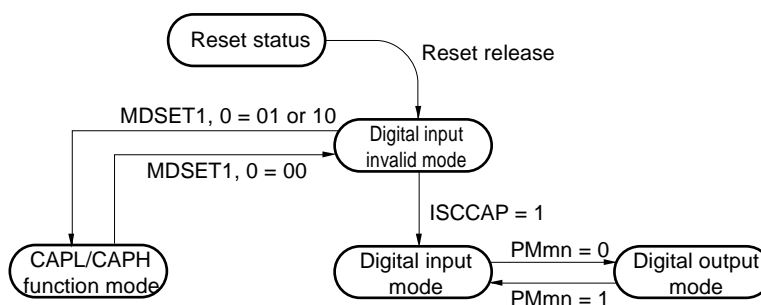 Reset status
Reset release
MDSET1, 0 = 01 or 10
Digital input
invalid mode
MDSET1, 0 = 00
ISCCAP = 1
CAPL/CAPH
function mode
Digital input
mode
PMmn = 0
PMmn = 1
Digital output
mode